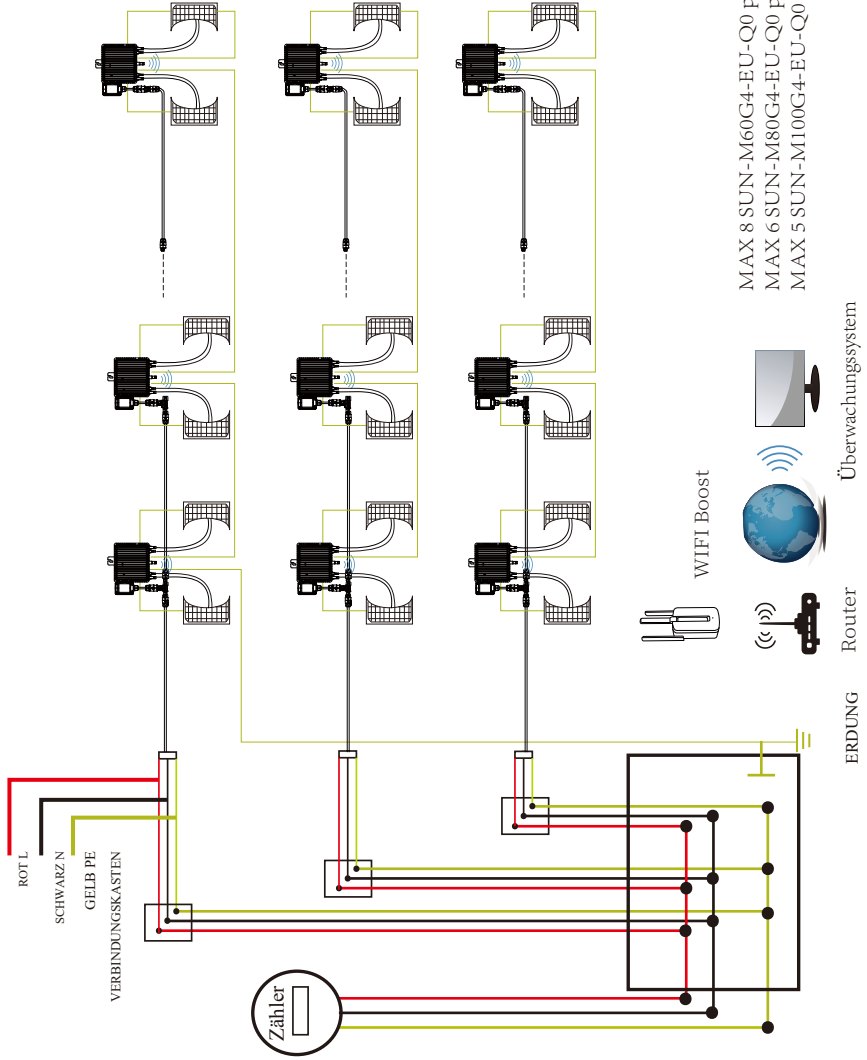 ROT L
SCHWARZ N
GELB PE
VERBINDUNGSKASTEN
Zähler
WIFI Boost
Router
ERDUNG
Überwachungssystem
MAX 8 SUN-M60G4-EU-Q0
MAX 6 SUN-M80G4-EU-Q0
MAX 5 SUN-M100G4-EU-Q0